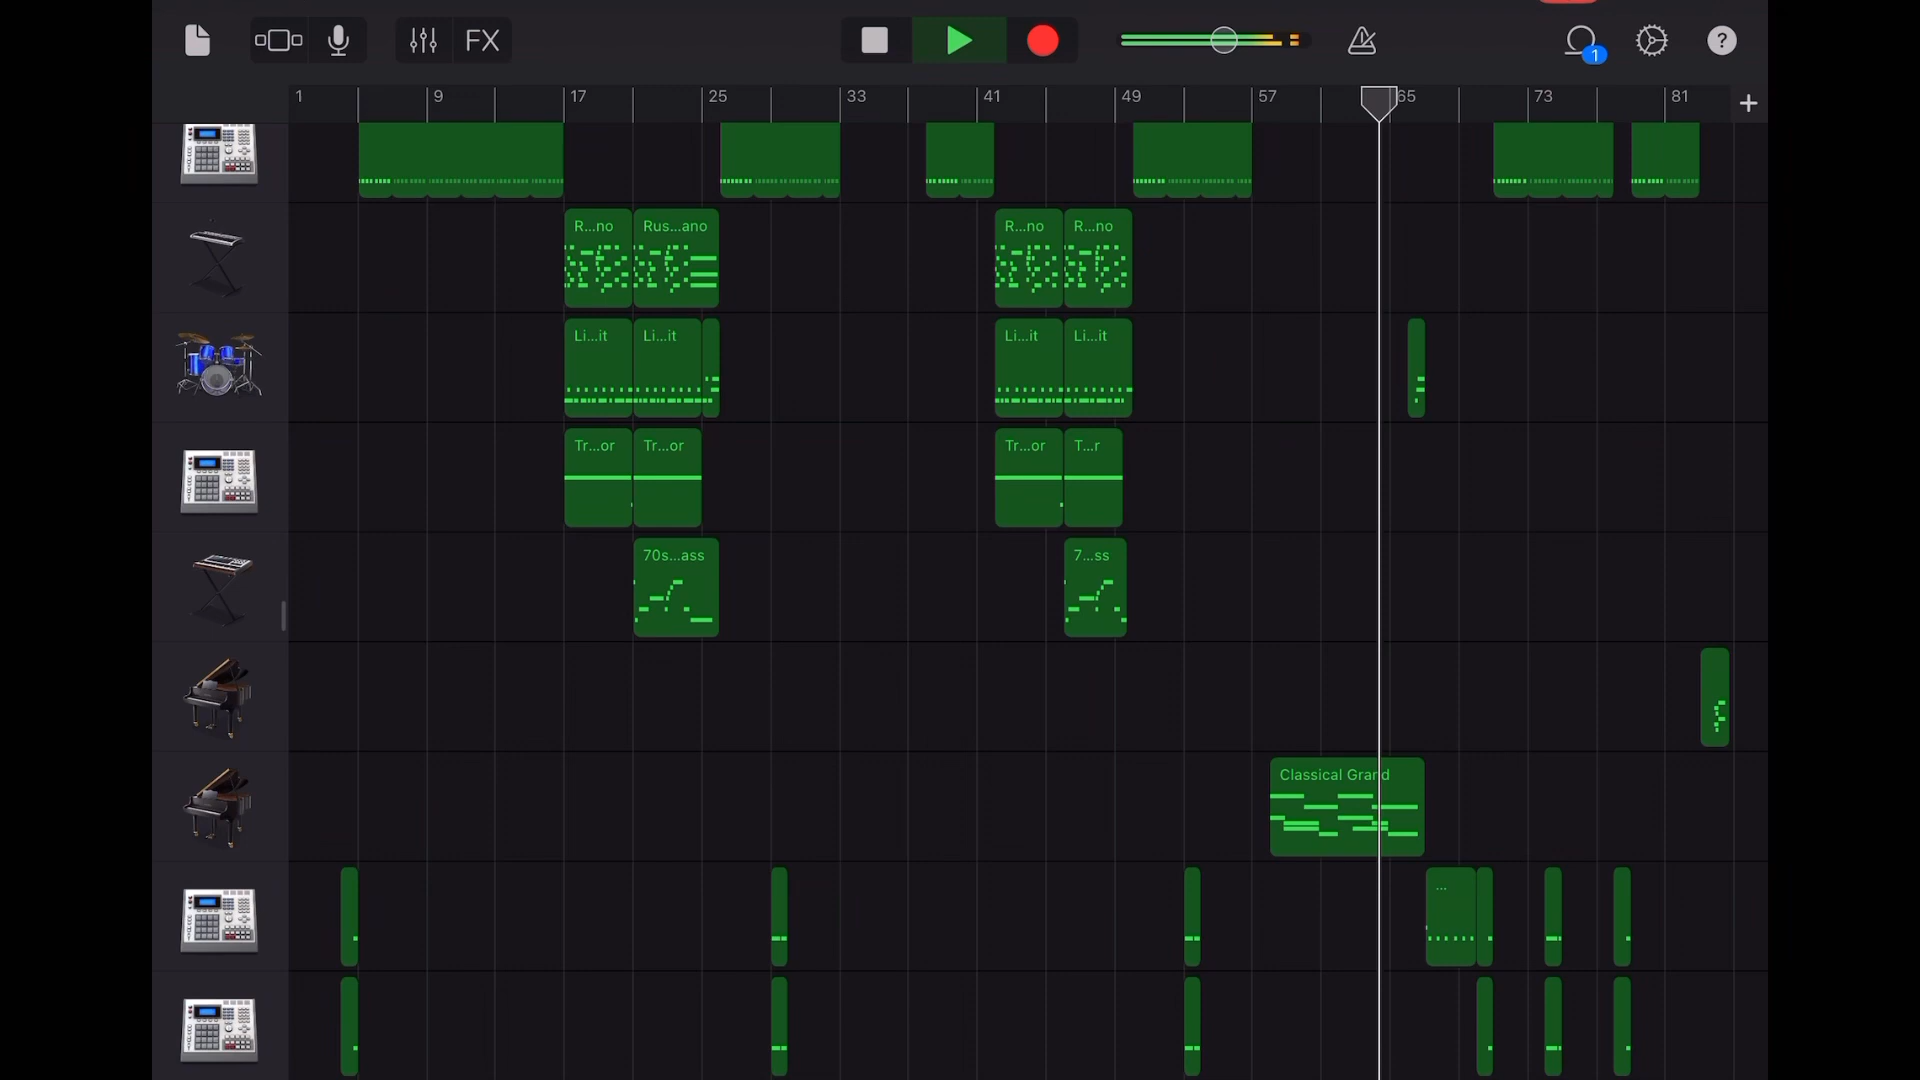 FX
1
?
1 9 17 25 33 41 49 57 65 73 81 +
R...no Rus...ano R...no R...no
Li...it Li...it Li...it Li...it
Tr...or Tr...or Tr...or T...r
70s...ass 7...ss
Classical Grand
...